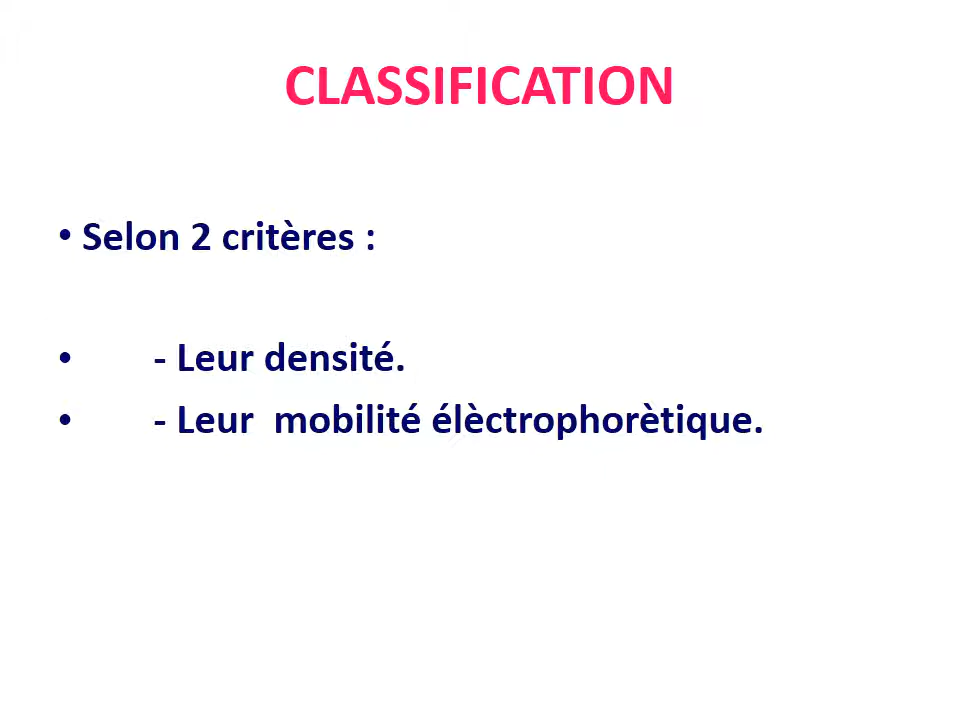 CLASSIFICATION
• Selon 2 critères :
• - Leur densité.
• - Leur mobilité élèctrophorètique.